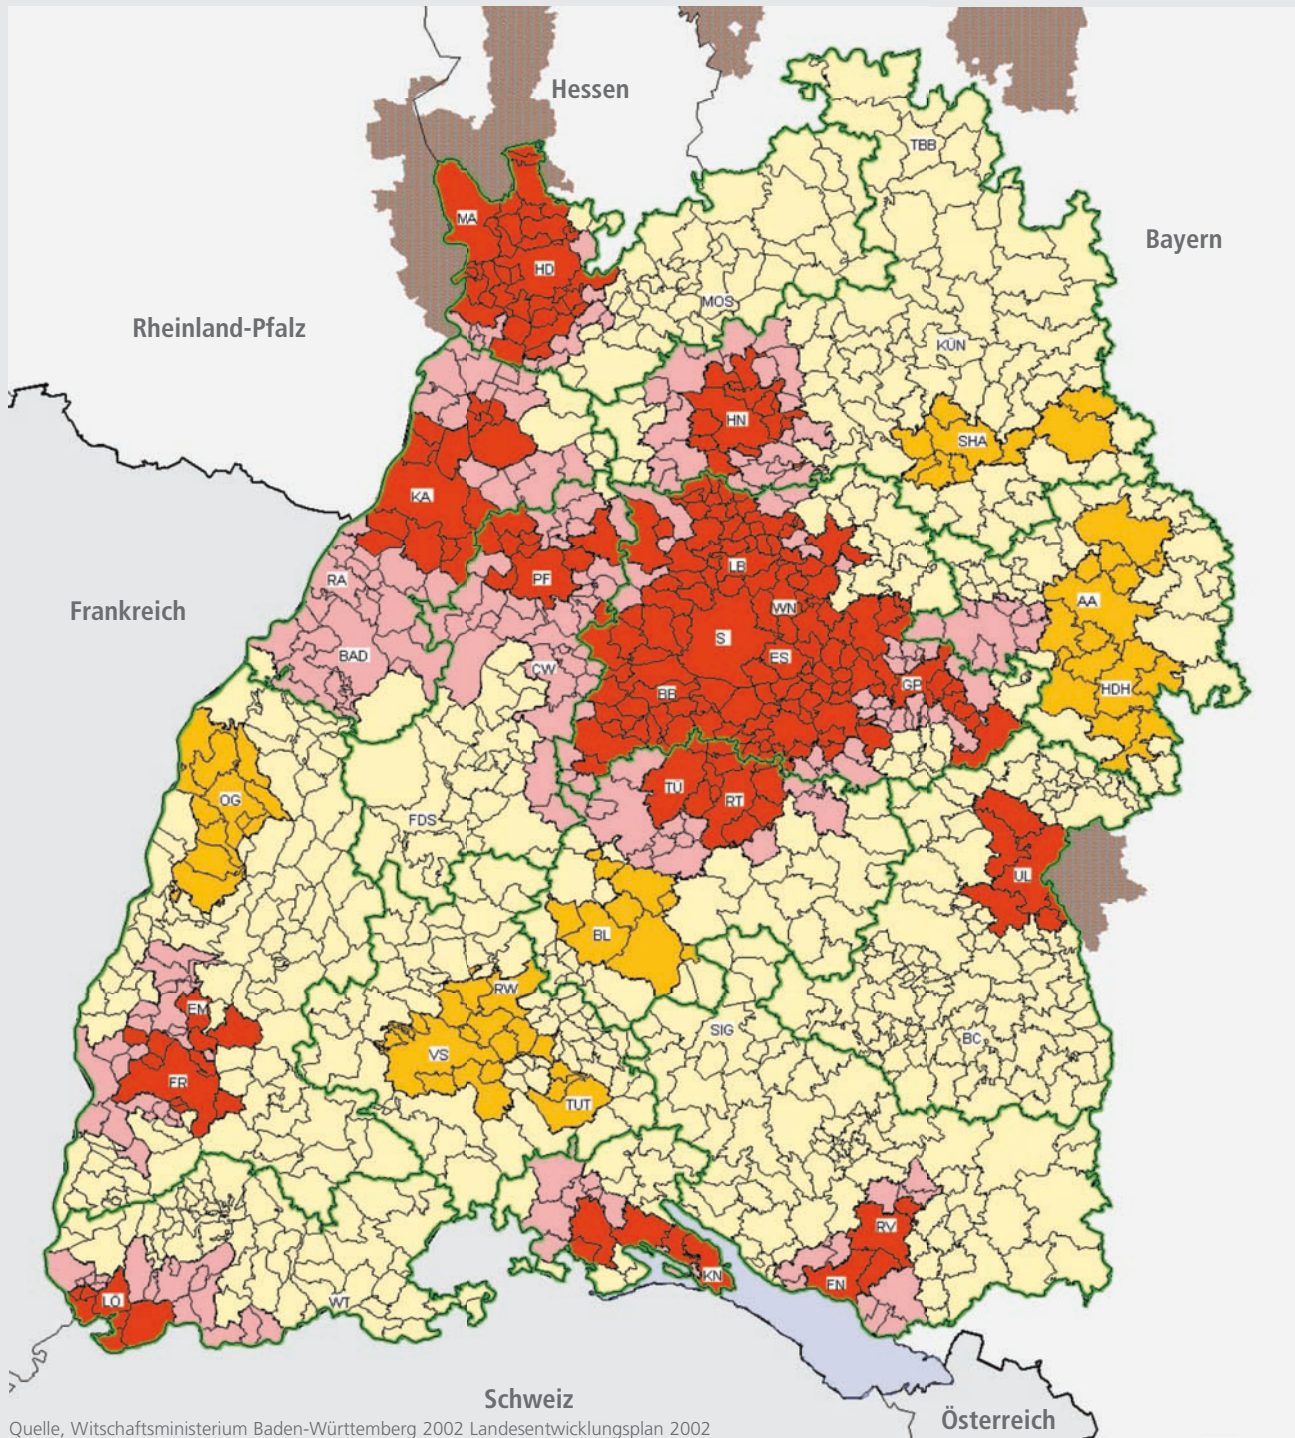 Hessen
TBB
MA
Bayern
HD
MOS
Rheinland-Pfalz
KÜN
HN
SHA
KA
LB
PF
RA
AA
WN
Frankreich
S
ES
BAD
CW
GP
HDH
BB
TÜ
RT
OG
FDS
UL
BL
RW
EM
SIG
BC
VS
FR
TUT
RV
KN
FN
LÖ
WT
Schweiz
Österreich
Quelle, Witschaftsministerium Baden-Württemberg 2002 Landesentwicklungsplan 2002